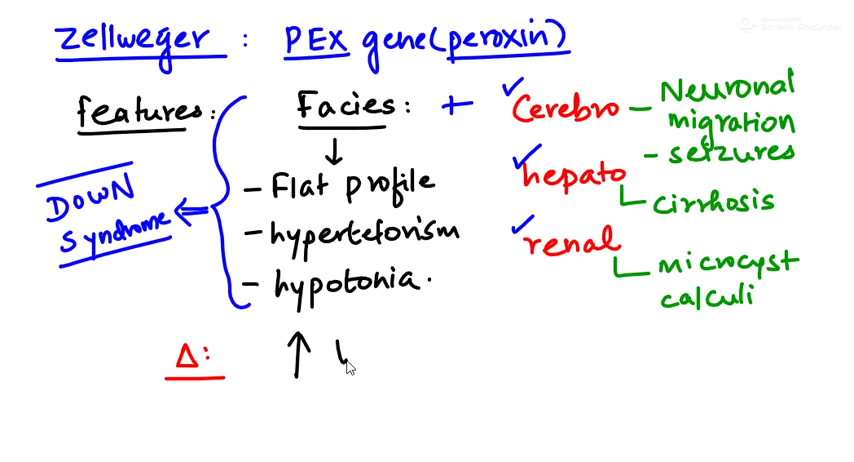 Zellweger : PEX gene (peroxin)
features :
Facies : + Cerebro - Neuronal migration
- seizures
DOWN syndrome
- Flat profile
hepato
cirrhosis
- hypertelorism
renal
- hypotonia.
microcyst
calculi
Δ: ↑